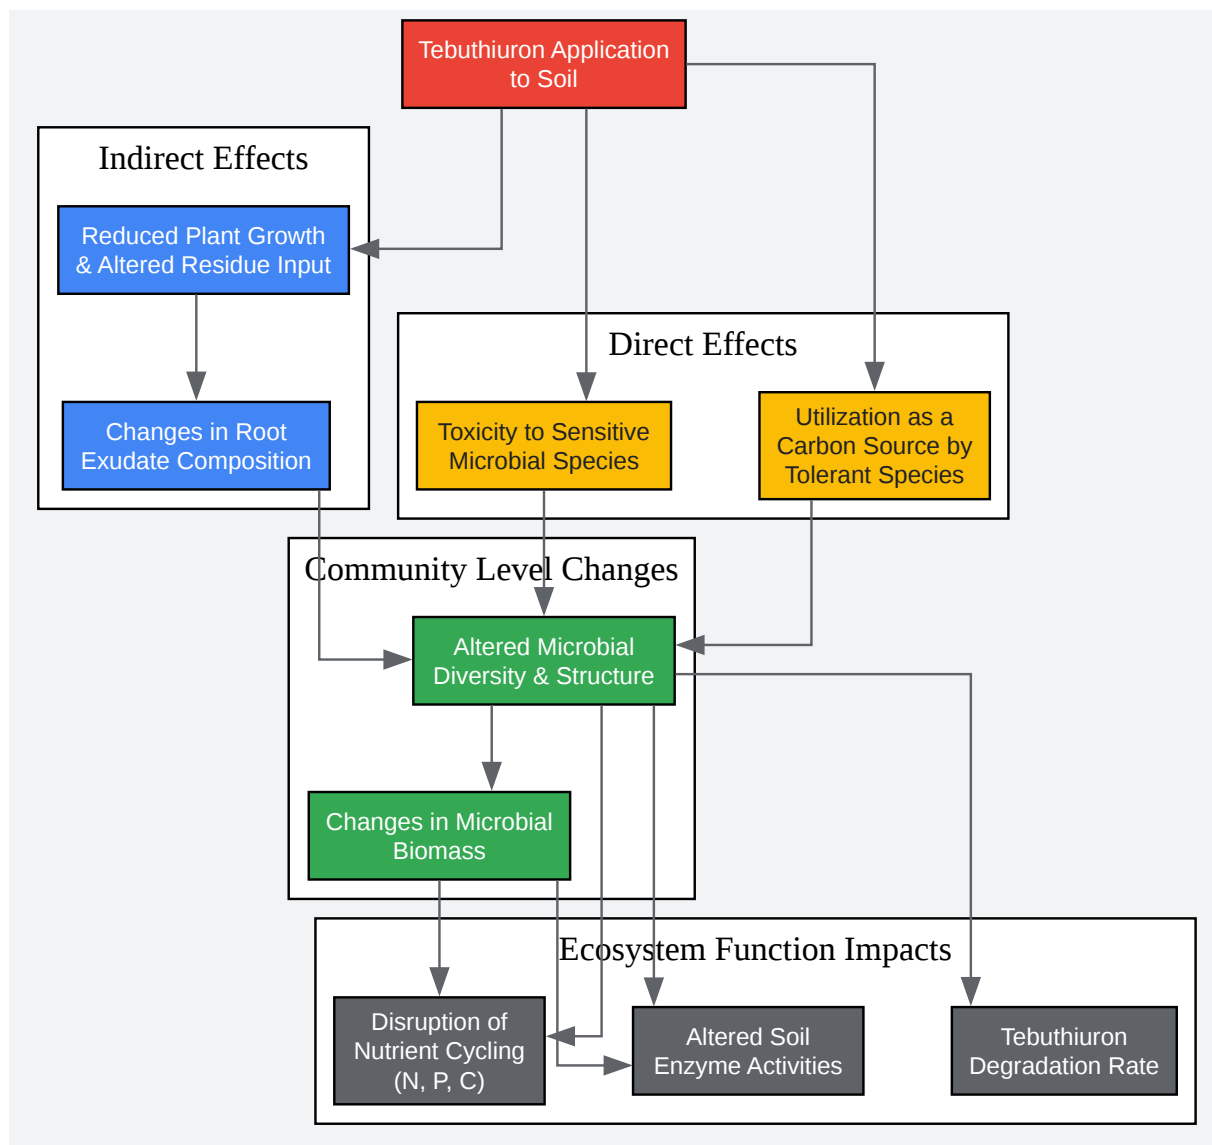 Tebuthiuron Application
to Soil
Indirect Effects
Reduced Plant Growth
& Altered Residue Input
Direct Effects
Changes in Root
Exudate Composition
Toxicity to Sensitive
Microbial Species
Utilization as a
Carbon Source by
Tolerant Species
Community Level Changes
Altered Microbial
Diversity & Structure
Changes in Microbial
Biomass
Ecosystem Function Impacts
Disruption of
Nutrient Cycling
(N, P, C)
Altered Soil
Enzyme Activities
Tebuthiuron
Degradation Rate